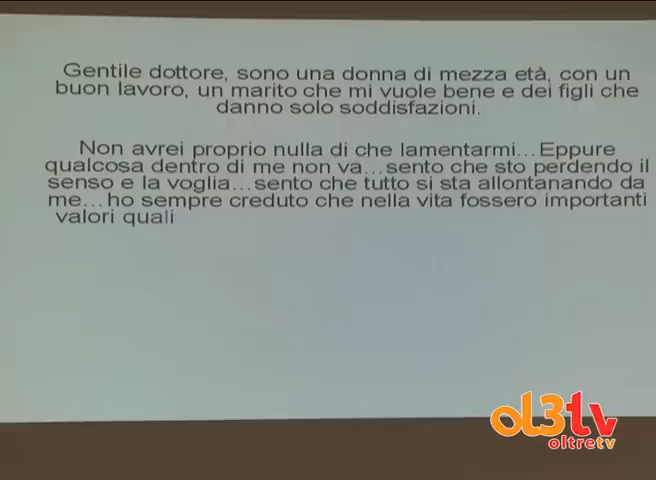 Gentile dottore, sono una donna di mezza età, con un
buon lavoro, un marito che mi vuole bene e dei figli che
danno solo soddisfazioni.
Non avrei proprio nulla di che lamentarmi...Eppure
qualcosa dentro di me non va...sento che sto perdendo il
senso e la voglia...sento che tutto si sta allontanando da
me...ho sempre creduto che nella vita fossero importanti
valori quali
ol3tv
oltretv